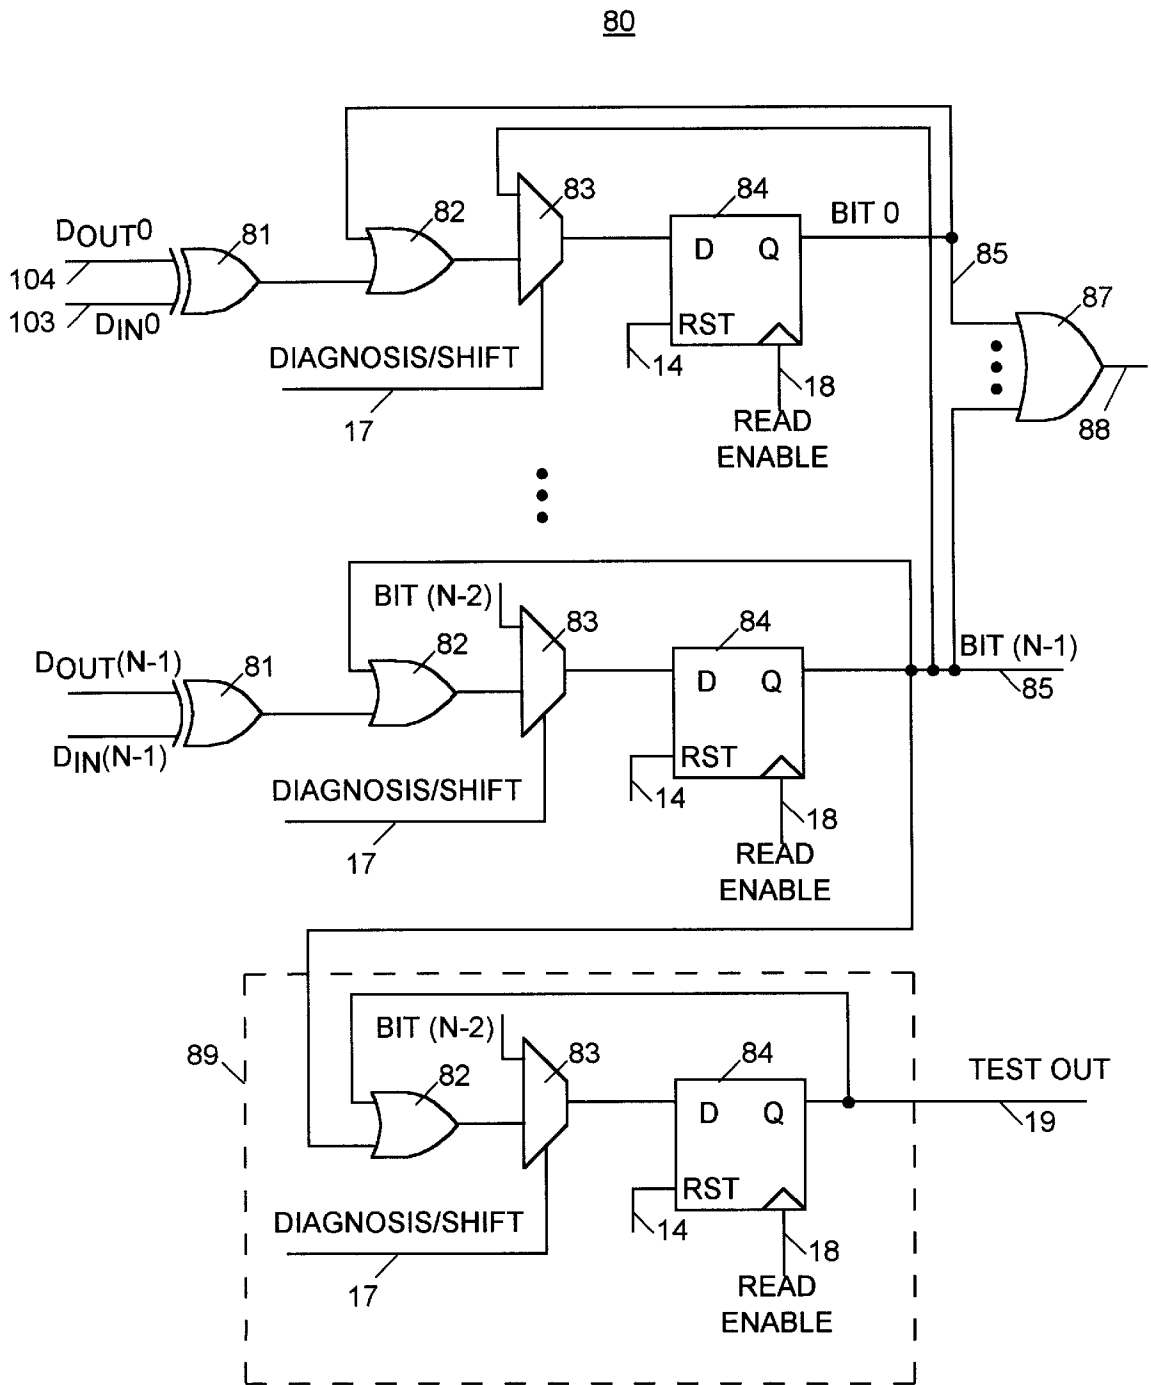 80
83
84
82
BIT 0
DOUT0
81
D Q
85
104
87
103
DIN0
RST
DIAGNOSIS/SHIFT
14
18
17
READ
ENABLE
88
BIT (N-2)
83
84
82
BIT (N-1)
DOUT(N-1)
81
D Q
85
DIN(N-1)
RST
DIAGNOSIS/SHIFT
14
18
17
READ
ENABLE
BIT (N-2)
83
84
89
82
TEST OUT
D Q
19
RST
DIAGNOSIS/SHIFT
14
18
17
READ
ENABLE